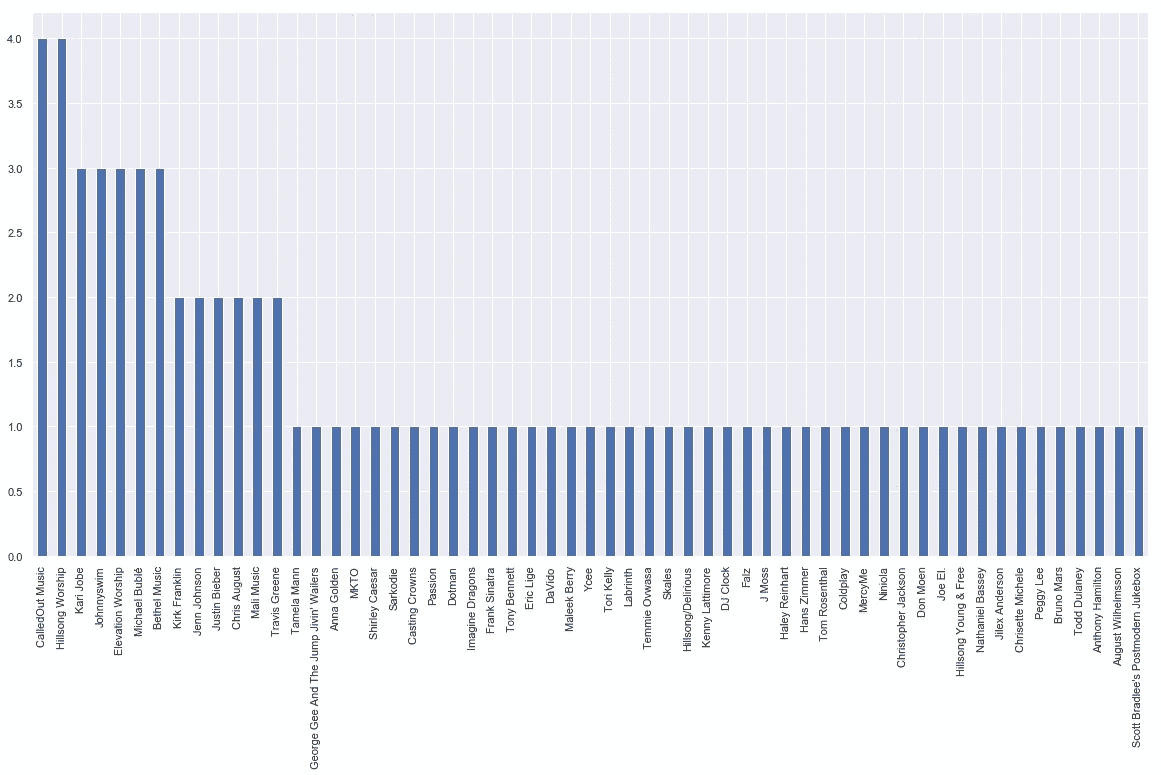 4.0
3.5
3.0
2.5
2.0
1.5
1.0
0.5
0.0
CalledOut Music
Hillsong Worship
Kari Jobe
Johnnyswim
Elevation Worship
Michael Bublé
Bethel Music
Kirk Franklin
Jenn Johnson
Justin Bieber
Chris August
Mali Music
Travis Greene
Tamela Mann
George Gee And The Jump Jivin' Wailers
Anna Golden
MKTO
Shirley Caesar
Sarkodie
Casting Crowns
Passion
Dotman
Imagine Dragons
Frank Sinatra
Tony Bennett
Eric Lige
DaVido
Maleek Berry
Ycee
Tori Kelly
Labrinth
Temmie Ovwasa
Skales
Hillsong/Delirious
Kenny Lattimore
DJ Clock
Falz
J Moss
Haley Reinhart
Hans Zimmer
Tom Rosenthal
Coldplay
MercyMe
Niniola
Christopher Jackson
Don Moen
Joe El.
Hillsong Young & Free
Nathaniel Bassey
Jilex Anderson
Chrisette Michele
Peggy Lee
Bruno Mars
Todd Dulaney
Anthony Hamilton
August Wilhelmsson
Scott Bradlee's Postmodern Jukebox